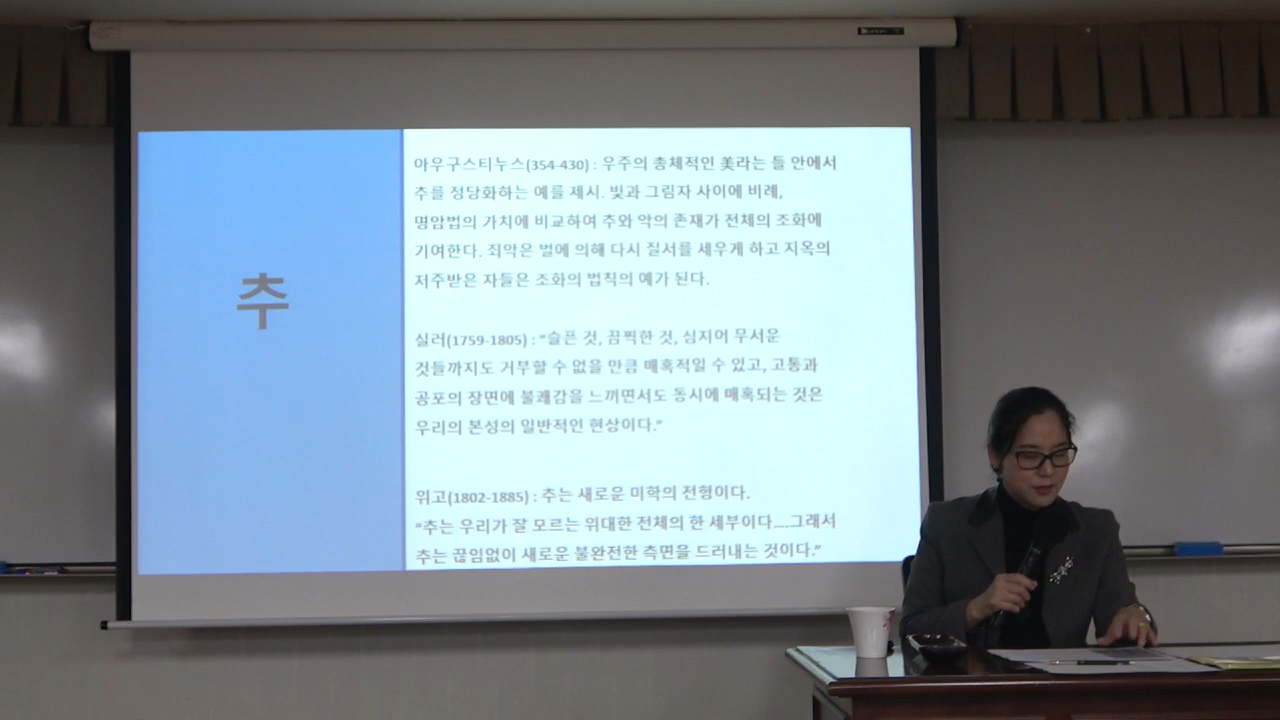 추
아우구스티누스(354-430) : 우주의 총체적인 美라는 틀 안에서
추를 정당화하는 예를 제시. 빛과 그림자 사이에 비례,
명암법의 가치에 비교하여 추와 악의 존재가 전체의 조화에
기여한다. 죄악은 벌에 의해 다시 질서를 세우게 하고 지옥의
저주받은 자들은 조화의 법칙의 예가 된다.
실러(1759-1805) : “슬픈 것, 끔찍한 것, 심지어 무서운
것들까지도 거부할 수 없을 만큼 매혹적일 수 있고, 고통과
공포의 장면에 불쾌감을 느끼면서도 동시에 매혹되는 것은
우리의 본성의 일반적인 현상이다.”
위고(1802-1885) : 추는 새로운 미학의 전형이다.
“추는 우리가 잘 모르는 위대한 전체의 한 세부이다....그래서
추는 끊임없이 새로운 불완전한 측면을 드러내는 것이다.”